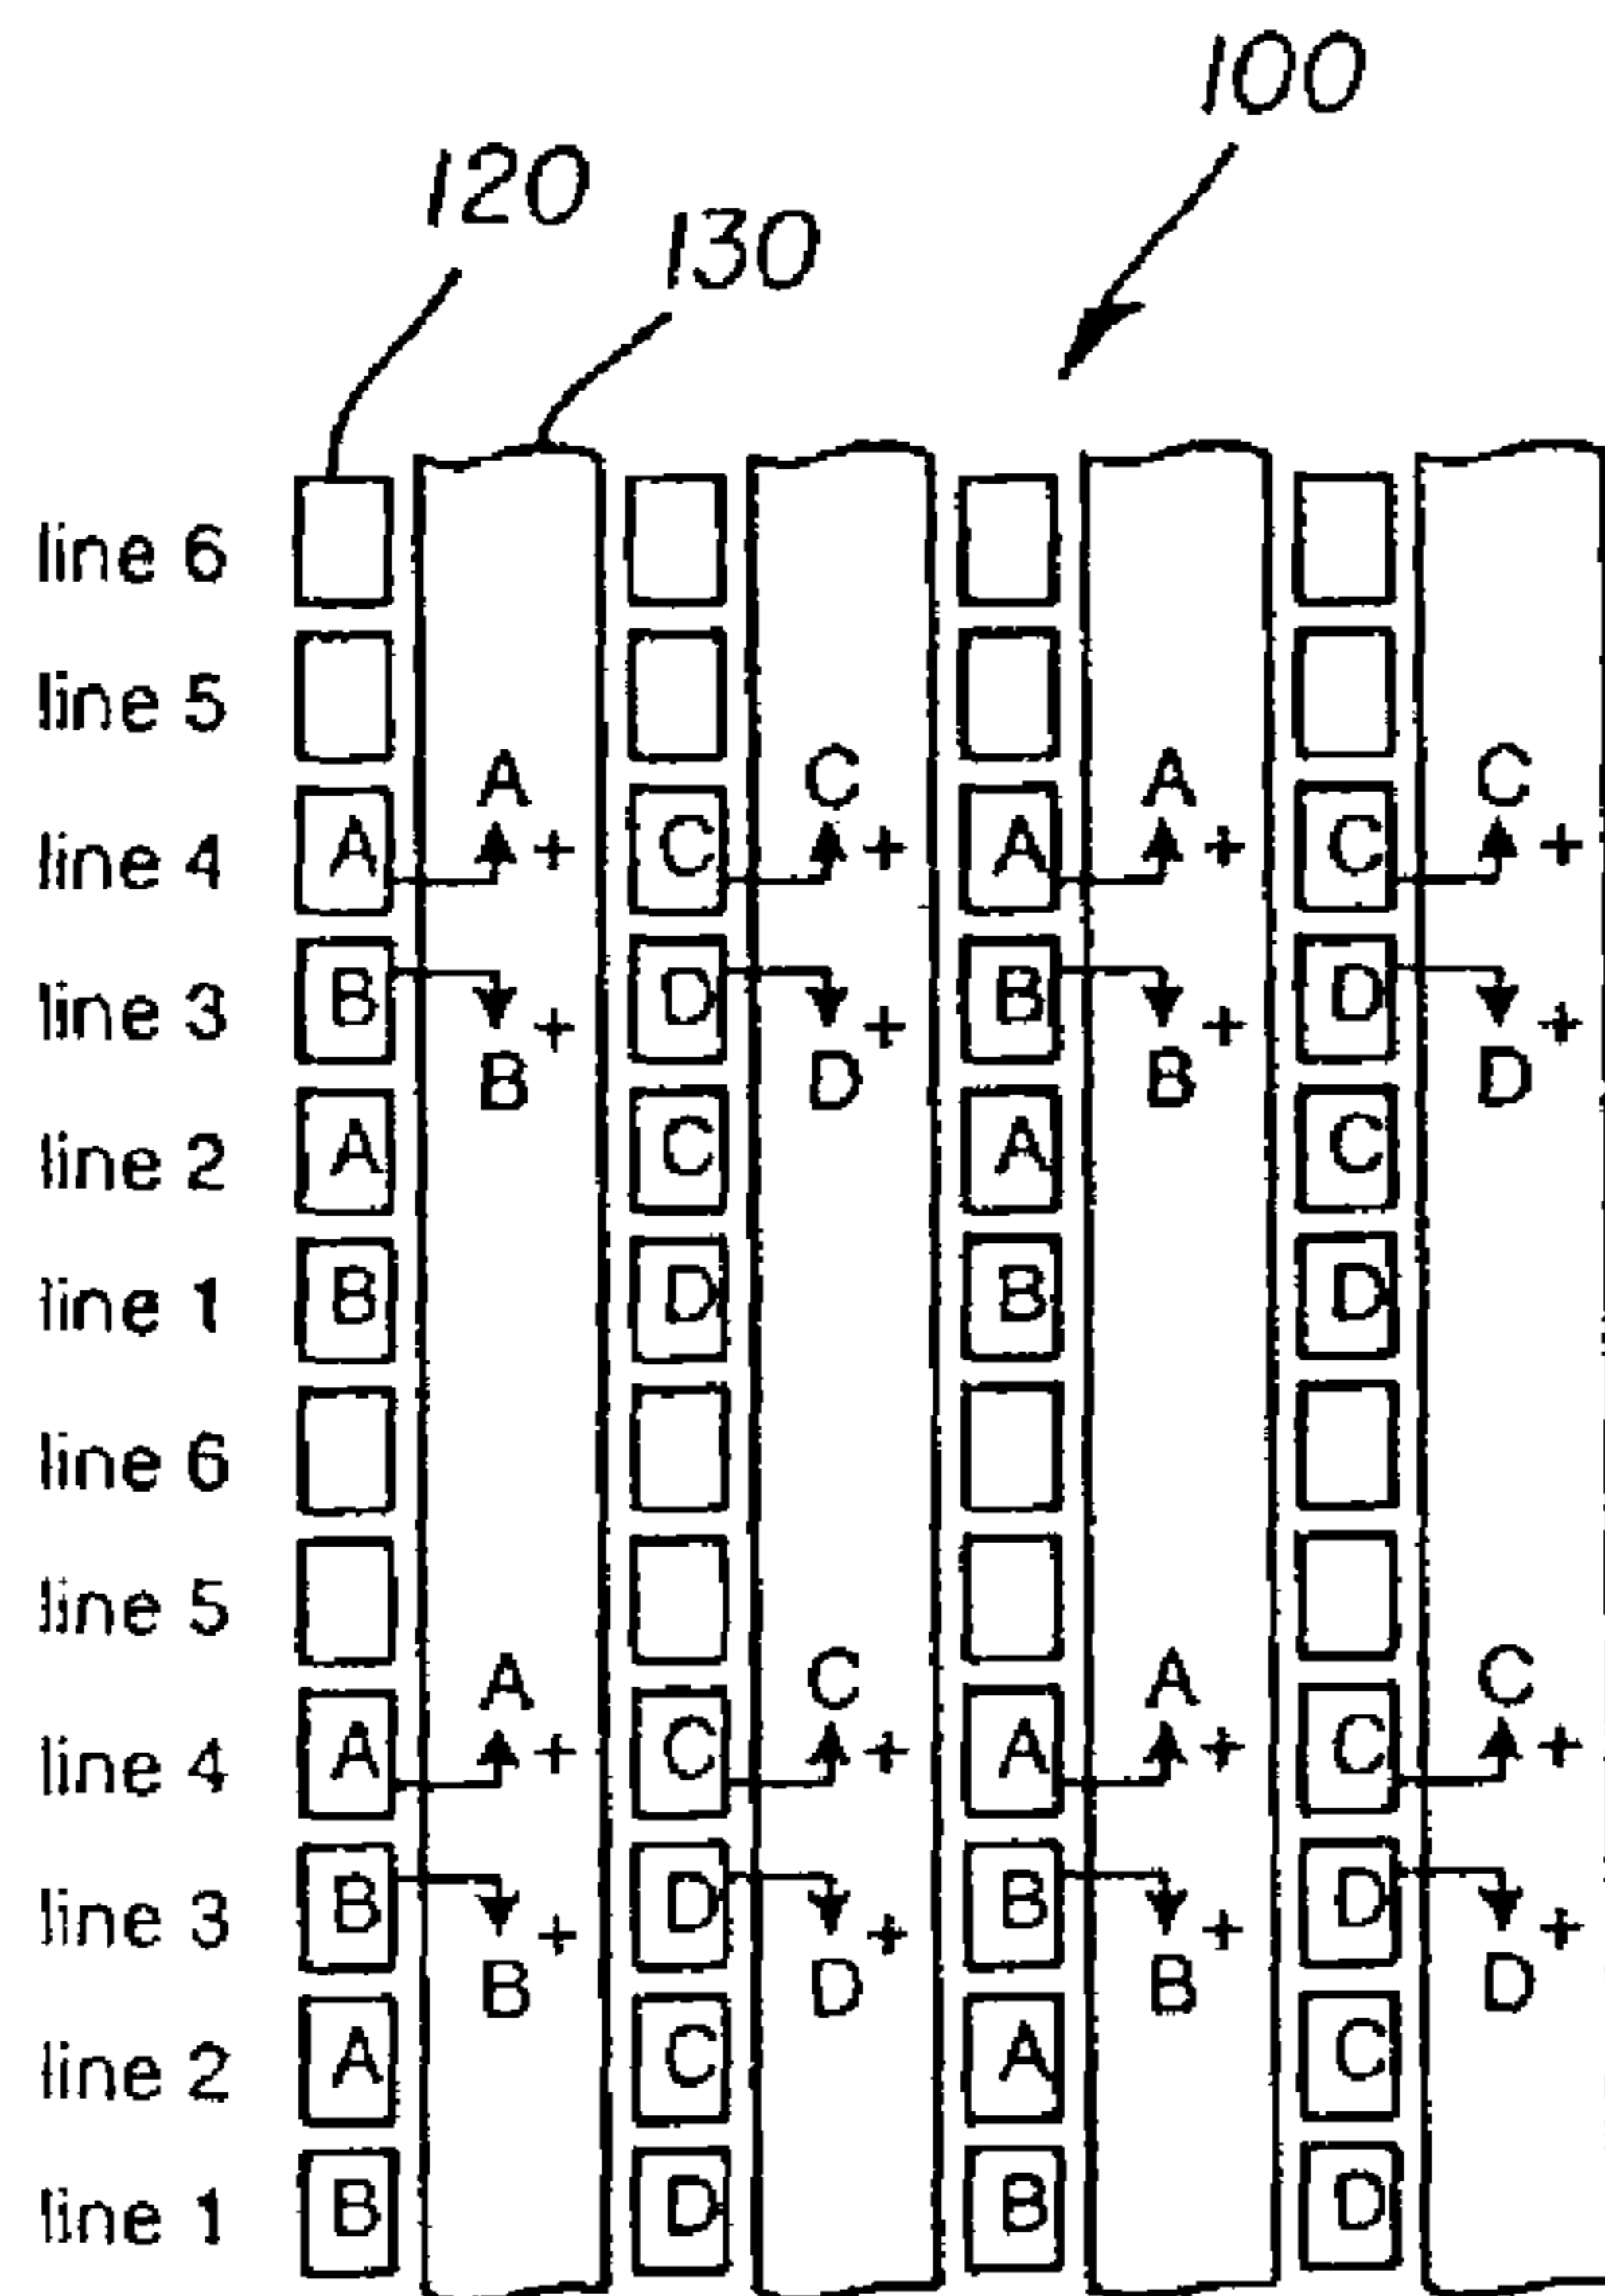 100
120
130
line 6
line 5
A C A C
line 4 A + C + A + C +
line 3 B + D + B + D +
B D B D
line 2 A C A C
line 1 B D B D
line 6
line 5
A C A C
line 4 A + C + A + C +
line 3 B + D + B + D +
B D B D
line 2 A C A C
line 1 B D B D